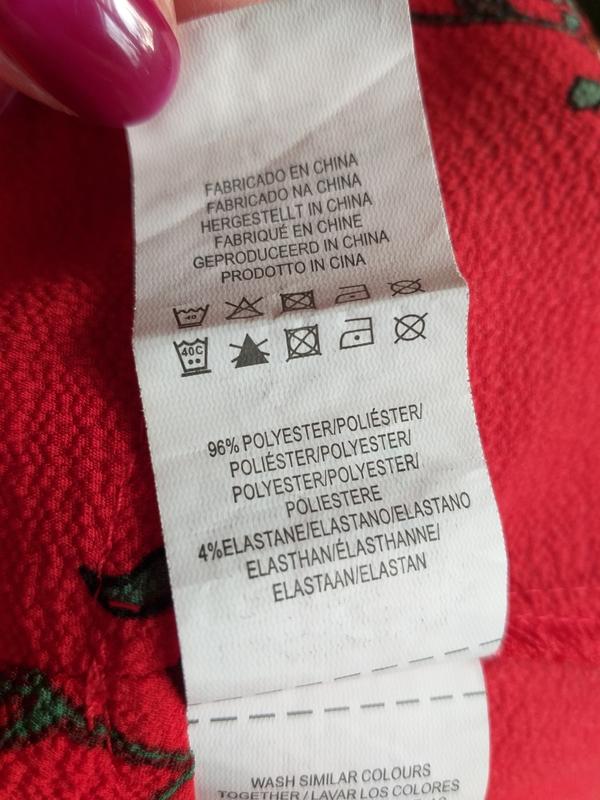 FABRICADO EN CHINA
FABRICADO NA CHINA
HERGESTELLT IN CHINA
FABRIQUÉ EN CHINE
GEPRODUCEERD IN CHINA
PRODOTTO IN CINA
40
40C
96% POLYESTER/POLIÉSTER/
POLIÉSTER/POLYESTER/
POLYESTER/POLYESTER/
POLIESTERE
4%ELASTANE/ELASTANO/ELASTANO
ELASTHAN/ÉLASTHANNE/
ELASTAAN/ELASTAN
WASH SIMILAR COLOURS
TOGETHER / LAVAR LOS COLORES